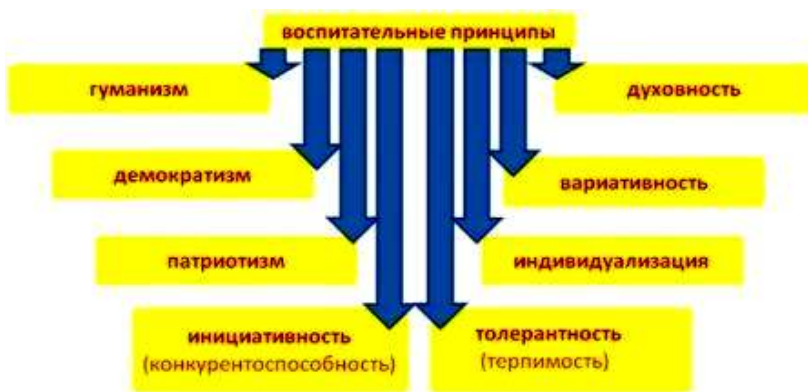 воспитательные принципы
гуманизм
духовность
демократизм
вариативность
патриотизм
индивидуализация
инициативность
(конкурентоспособность)
толерантность
(терпимость)